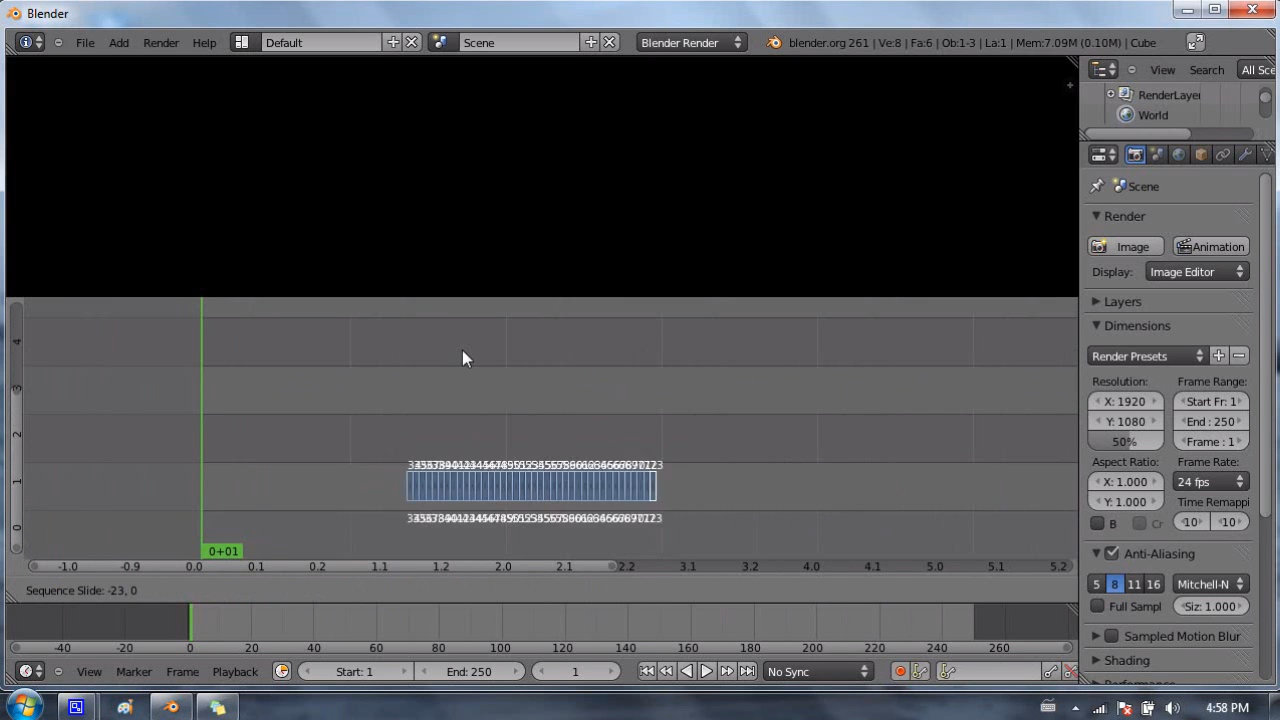 Blender
File Add Render Help Default Scene Blender Render blender.org 261 | Ve:8 | Fa:6 | Ob:1-3 | La:1 | Mem:7.09M (0.10M) | Cube
View Search All Sce
RenderLayer
World
Scene
Render
Image Animation
Display: Image Editor
Layers
Dimensions
Render Presets
Resolution: Frame Range:
X: 1920 Start Fr: 1
Y: 1080 End : 250
50% Frame : 1
Aspect Ratio: Frame Rate:
X: 1.000 24 fps
Y: 1.000 Time Remappi
B Cr 10 10
Anti-Aliasing
5 8 11 16 Mitchell-N
Full Sampl Siz: 1.000
Sampled Motion Blur
Shading
4
3
2
1
0
0+01
-1.0 -0.9 0.0 0.1 0.2 1.1 1.2 2.0 2.1 2.2 3.1 3.2 4.0 4.1 5.0 5.1 5.2
Sequence Slide: -23, 0
-40 -20 0 20 40 60 80 100 120 140 160 180 200 220 240 260
View Marker Frame Playback Start: 1 End: 250 1 No Sync
4:58 PM